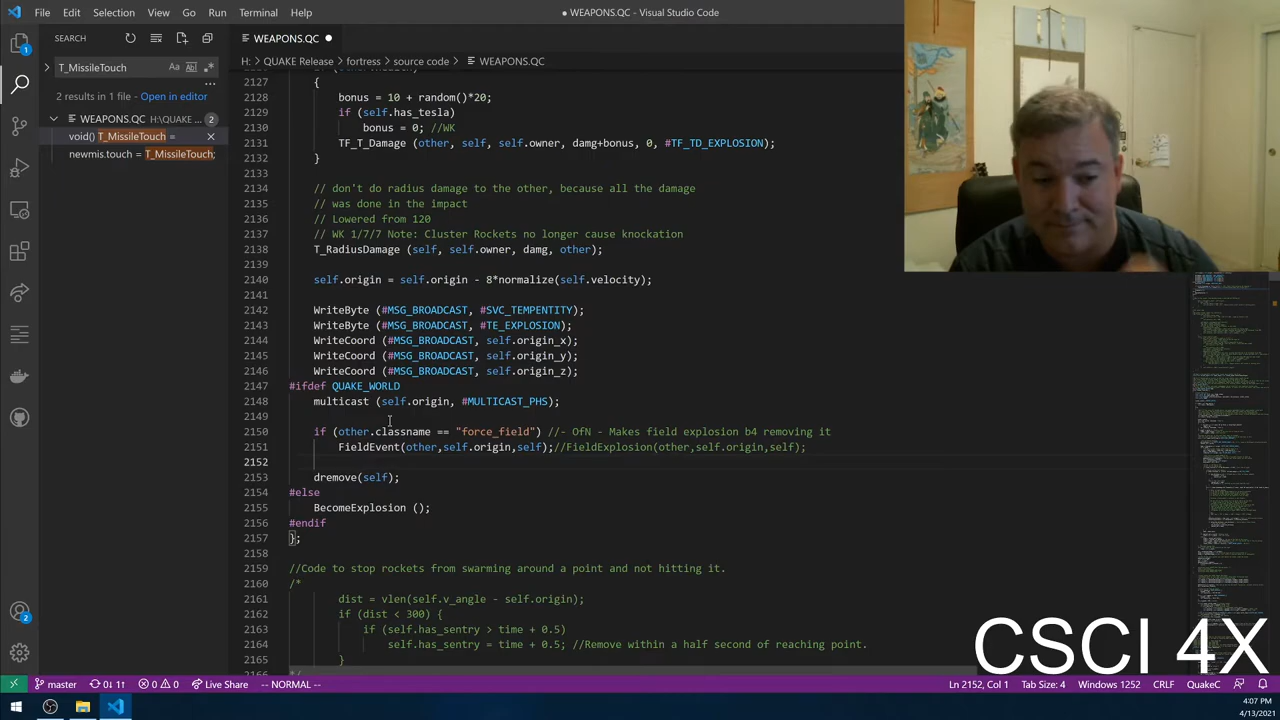 File Edit Selection View Go Run Terminal Help
● WEAPONS.QC - Visual Studio Code
SEARCH
WEAPONS.QC ●
T_MissileTouch Aa Ab| .*
H: > QUAKE Release > fortress > source code > WEAPONS.QC
2 results in 1 file - Open in editor
WEAPONS.QC H:\QUAKE ... 2
void() T_MissileTouch =
newmis.touch = T_MissileTouch;
2127 {
2128 bonus = 10 + random()*20;
2129 if (self.has_tesla)
2130 bonus = 0; //WK
2131 TF_T_Damage (other, self, self.owner, damg+bonus, 0, #TF_TD_EXPLOSION);
2132 }
2133
2134 // don't do radius damage to the other, because all the damage
2135 // was done in the impact
2136 // Lowered from 120
2137 // WK 1/7/7 Note: Cluster Rockets no longer cause knockation
2138 T_RadiusDamage (self, self.owner, damg, other);
2139
2140 self.origin = self.origin - 8*normalize(self.velocity);
2141
2142 WriteByte (#MSG_BROADCAST, #SVC_TEMPENTITY);
2143 WriteByte (#MSG_BROADCAST, #TE_EXPLOSION);
2144 WriteCoord (#MSG_BROADCAST, self.origin_x);
2145 WriteCoord (#MSG_BROADCAST, self.origin_y);
2146 WriteCoord (#MSG_BROADCAST, self.origin_z);
2147 #ifdef QUAKE_WORLD
2148 multicast (self.origin, #MULTICAST_PHS);
2149
2150 if (other.classname == "force_field") // OfN - Makes field explosion b4 removing it
2151 FieldExplosion(other,self.origin,other); //FieldExplosion(other,self.origin,self);
2152
2153 dremove(self);
2154 #else
2155 BecomeExplosion ();
2156 #endif
2157 };
2158
2159 //Code to stop rockets from swarming around a point and not hitting it.
2160 /*
2161 dist = vlen(self.v_angle - self.origin);
2162 if (dist < 300) {
2163 if (self.has_sentry > time + 0.5)
2164 self.has_sentry = time + 0.5; //Remove within a half second of reaching point.
2165 }
*/
CSCI 4X
master 0↓ 1↑ 0 0 Live Share -- NORMAL -- Ln 2152, Col 1 Tab Size: 4 Windows 1252 CRLF QuakeC
4:07 PM
4/13/2021